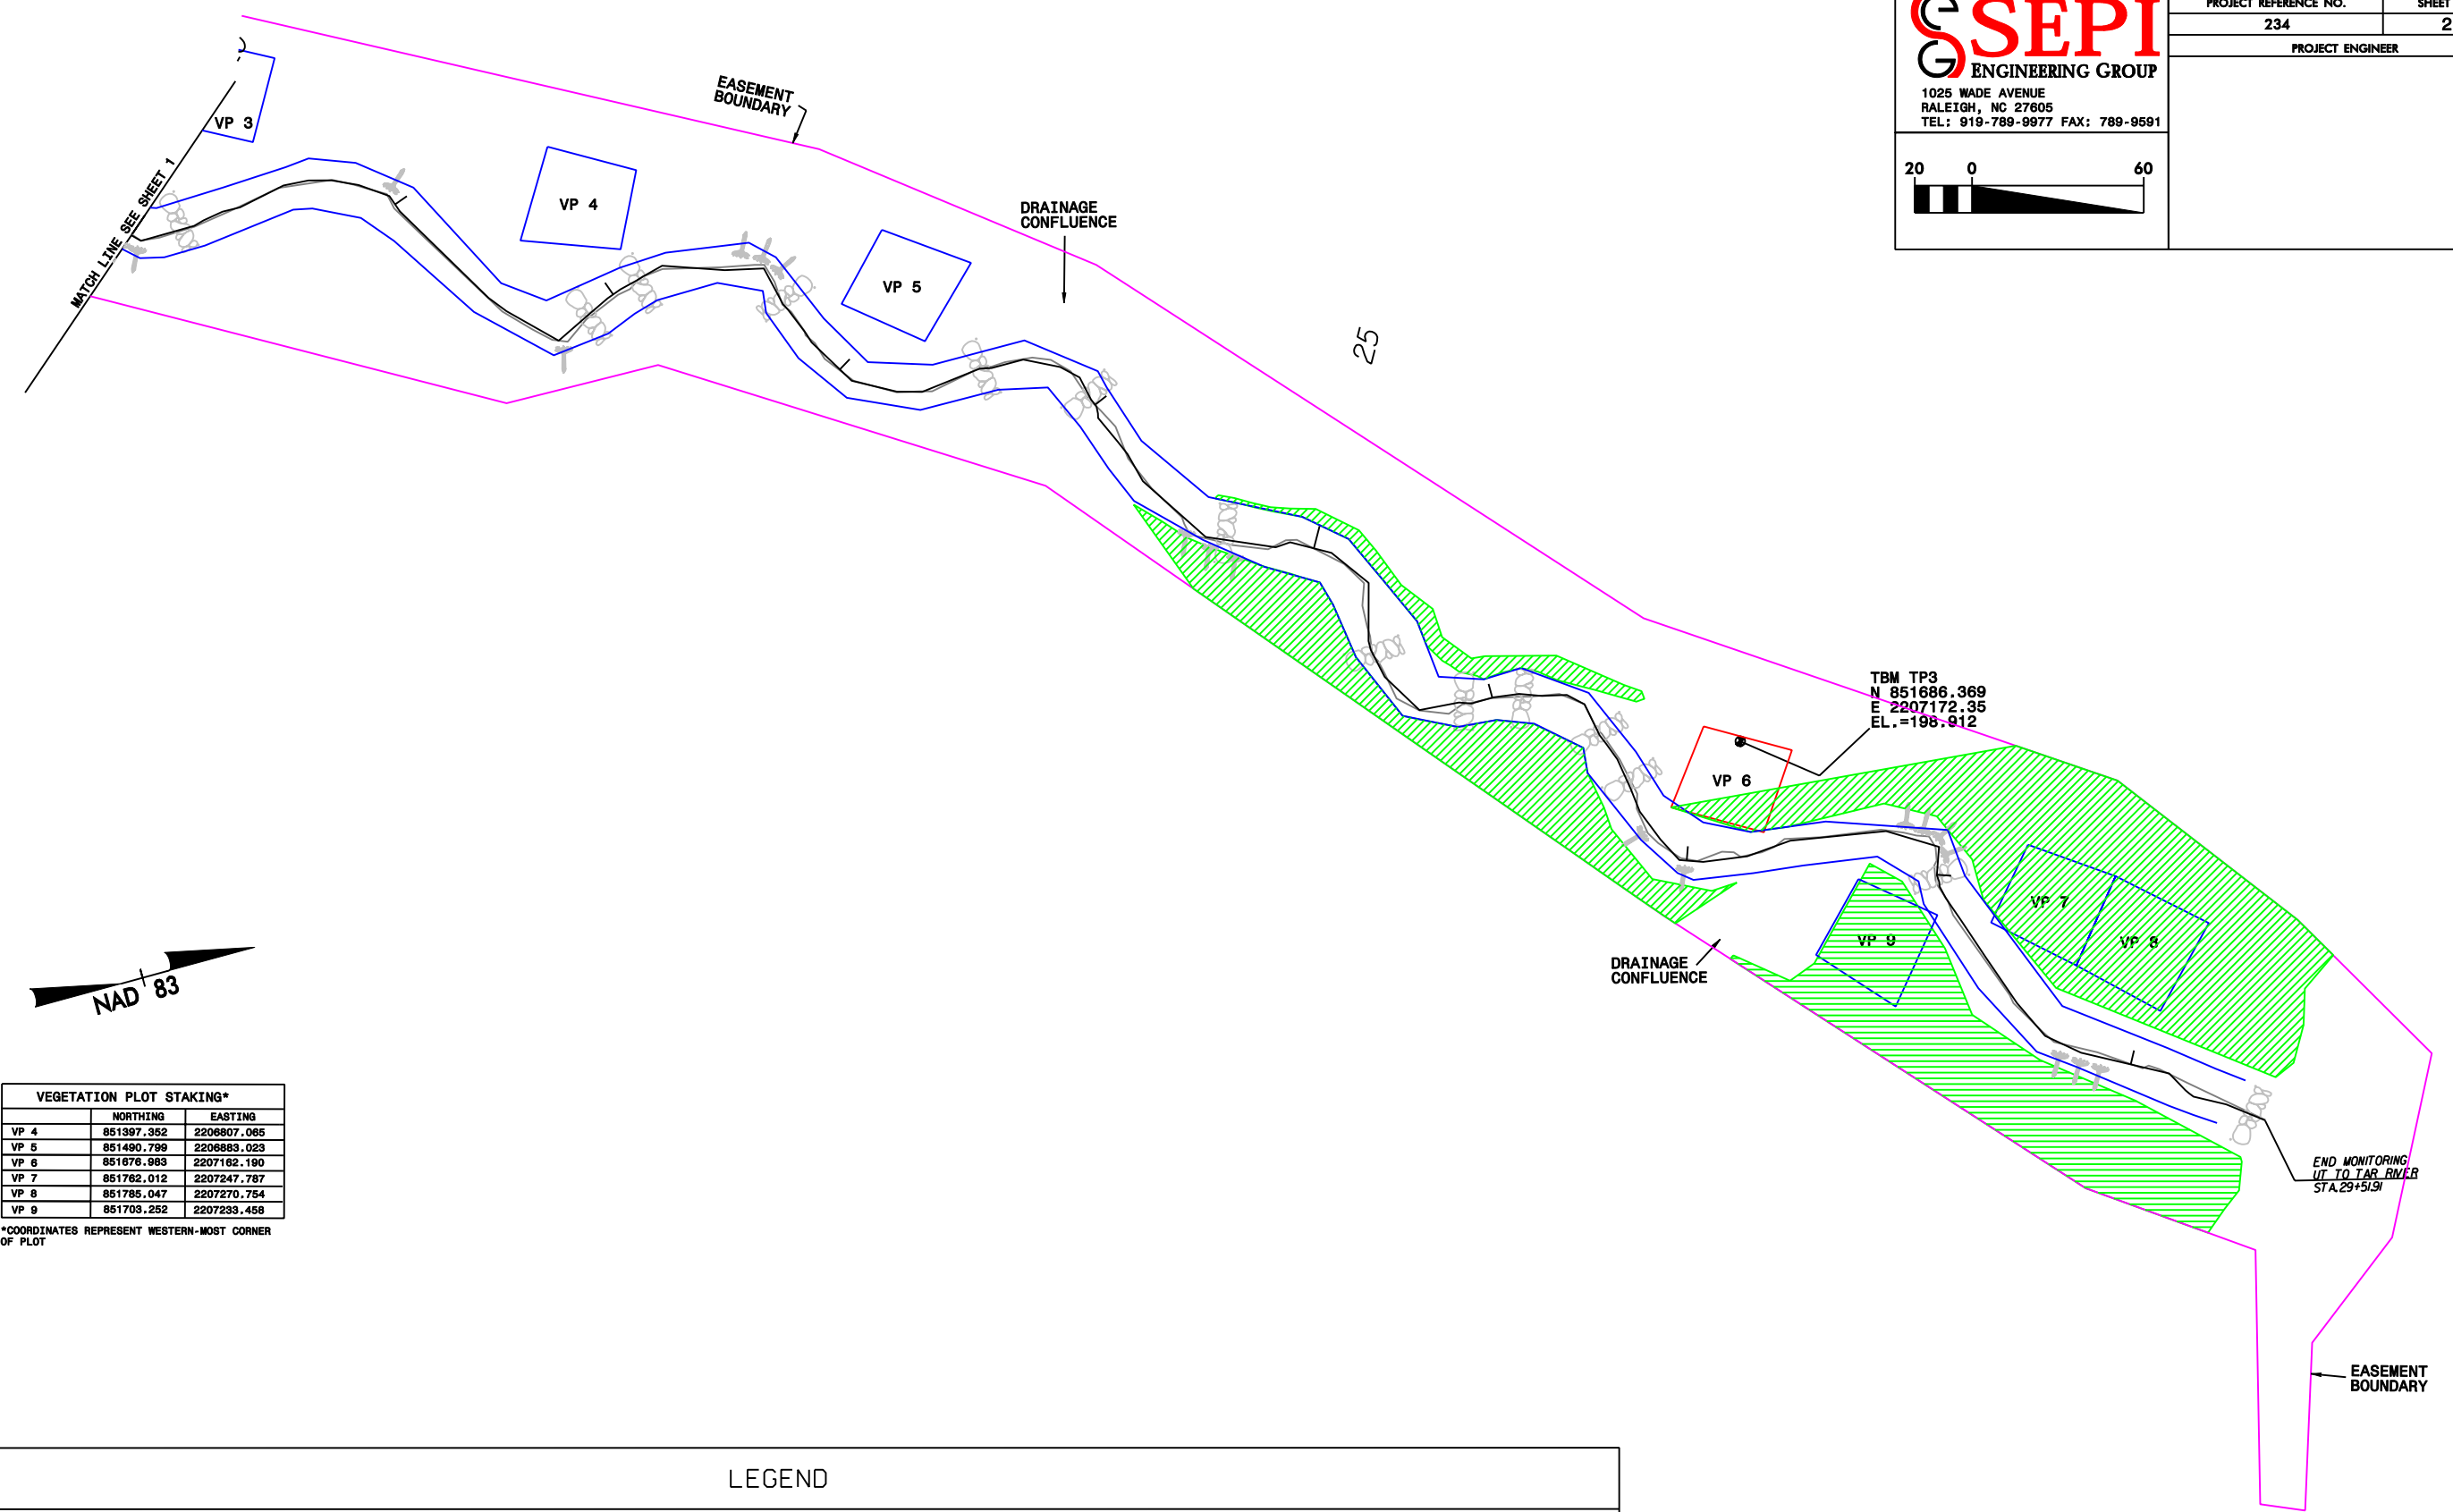 SEPI
ENGINEERING GROUP
1025 WADE AVENUE
RALEIGH, NC 27605
TEL: 919-789-9977 FAX: 789-9591
PROJECT REFERENCE NO.
SHEET
234
2
PROJECT ENGINEER
20 0 60
VP 3
MATCH LINE SEE SHEET 1
EASEMENT
BOUNDARY
VP 4
VP 5
DRAINAGE
CONFLUENCE
25
TBM TP3
N 851686.369
E 2207172.35
EL.=198.912
VP 6
VP 7
VP 8
VP 9
DRAINAGE
CONFLUENCE
NAD 83
END MONITORING
UT TO TAR RIVER
STA.29+51.91
EASEMENT
BOUNDARY
VEGETATION PLOT STAKING*
NORTHING EASTING
VP 4 851397.352 2206807.065
VP 5 851490.799 2206883.023
VP 6 851676.983 2207162.190
VP 7 851762.012 2207247.787
VP 8 851785.047 2207270.754
VP 9 851703.252 2207233.458
*COORDINATES REPRESENT WESTERN-MOST CORNER
OF PLOT
LEGEND